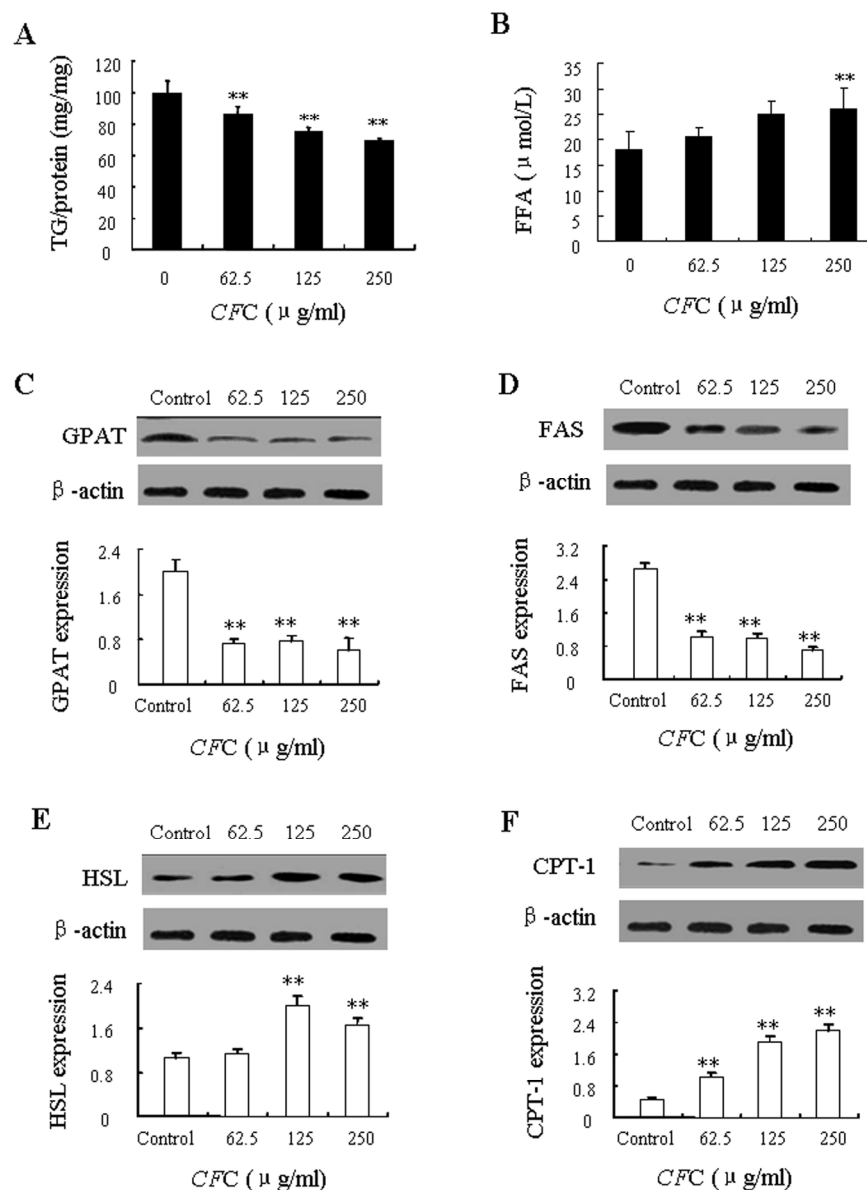 A
TG/protein (mg/mg)
120
100
80
60
40
20
0
** ** **
0 62.5 125 250
CFC ( μ g/ml)
B
FFA ( μ mol/L)
35
30
25
20
15
10
5
0
**
0 62.5 125 250
CFC ( μ g/ml)
C
Control 62.5 125 250
GPAT
β -actin
GPAT expression
2.4
1.6
0.8
0
** ** **
Control 62.5 125 250
CFC ( μ g/ml)
D
Control 62.5 125 250
FAS
β -actin
FAS expression
3.2
2.4
1.6
0.8
0
** ** **
Control 62.5 125 250
CFC ( μ g/ml)
E
Control 62.5 125 250
HSL
β -actin
HSL expression
2.4
1.6
0.8
0
** **
Control 62.5 125 250
CFC ( μ g/ml)
F
Control 62.5 125 250
CPT-1
β -actin
CPT-1 expression
3.2
2.4
1.6
0.8
0
** ** **
Control 62.5 125 250
CFC ( μ g/ml)